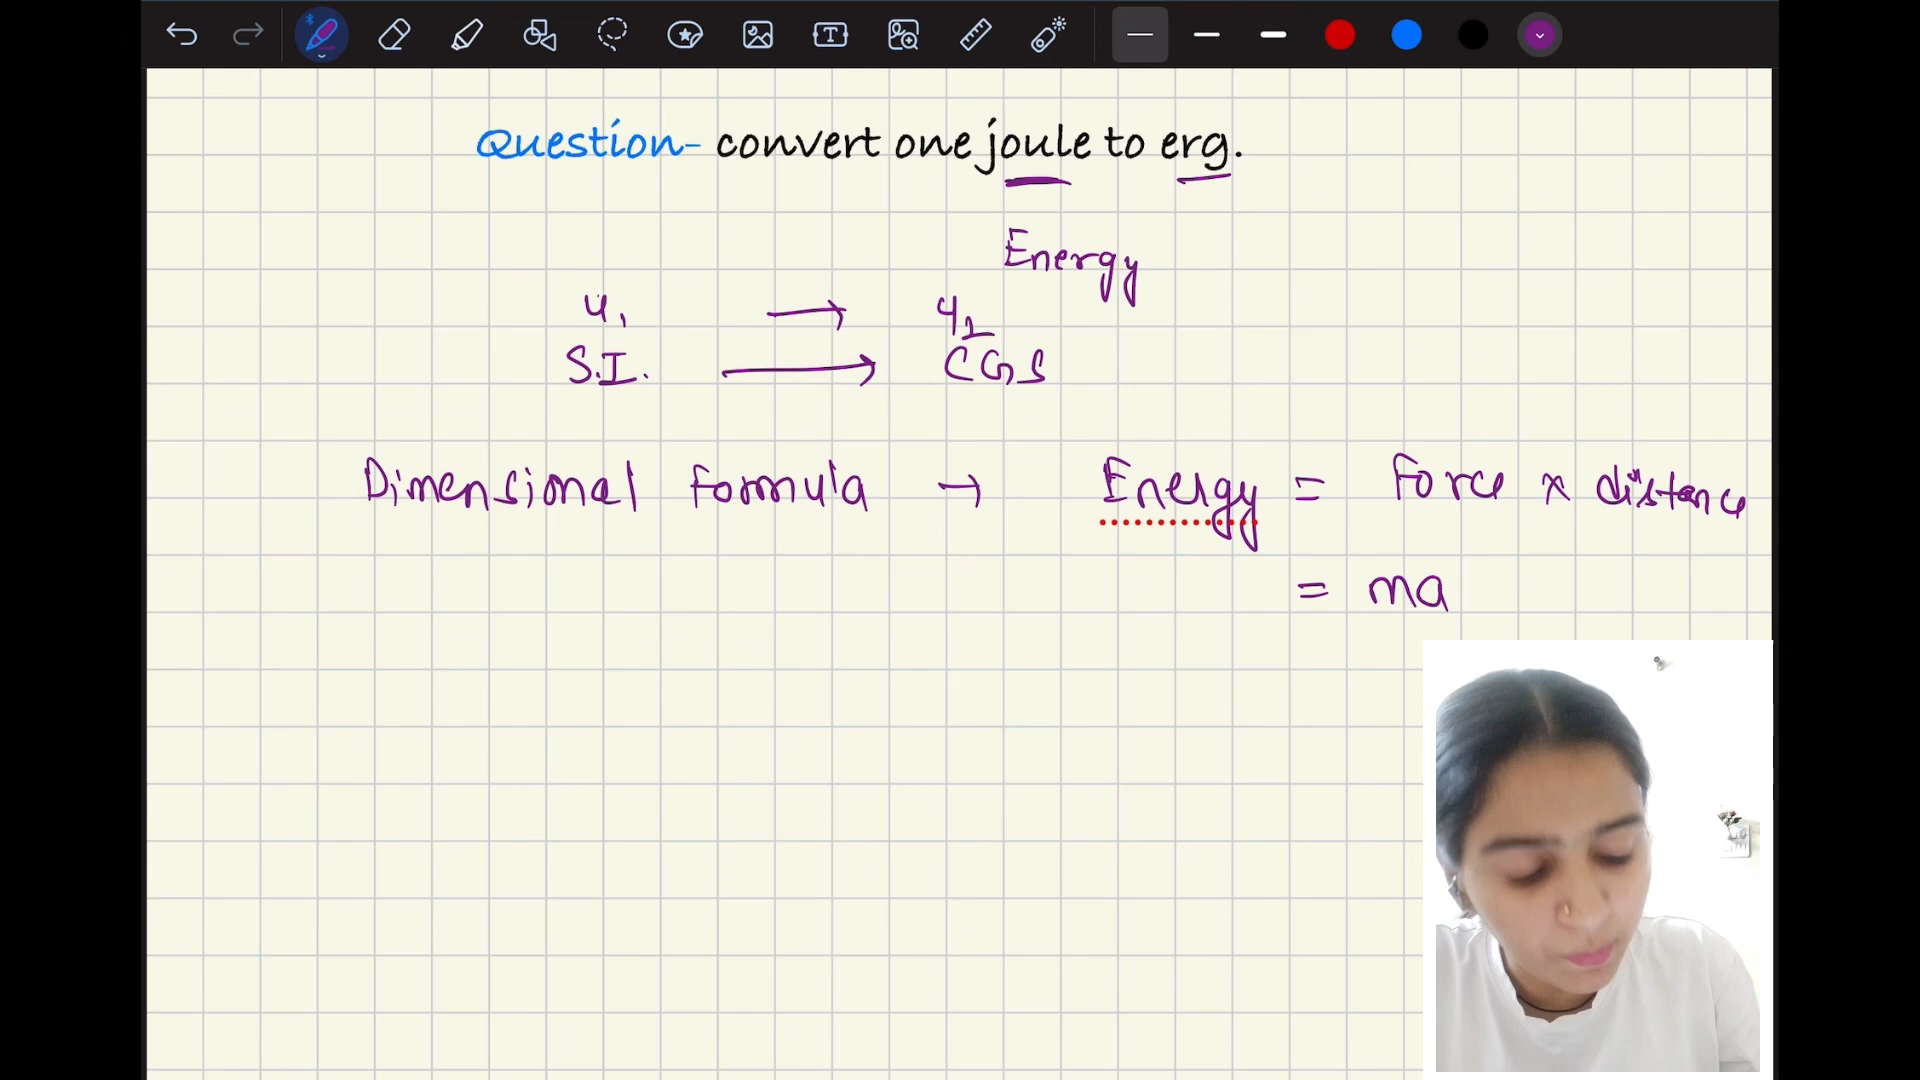 Question- convert one joule to erg.
Energy
u1 → u2
S.I. → CGS
Dimensional formula → Energy = force x distance
= ma